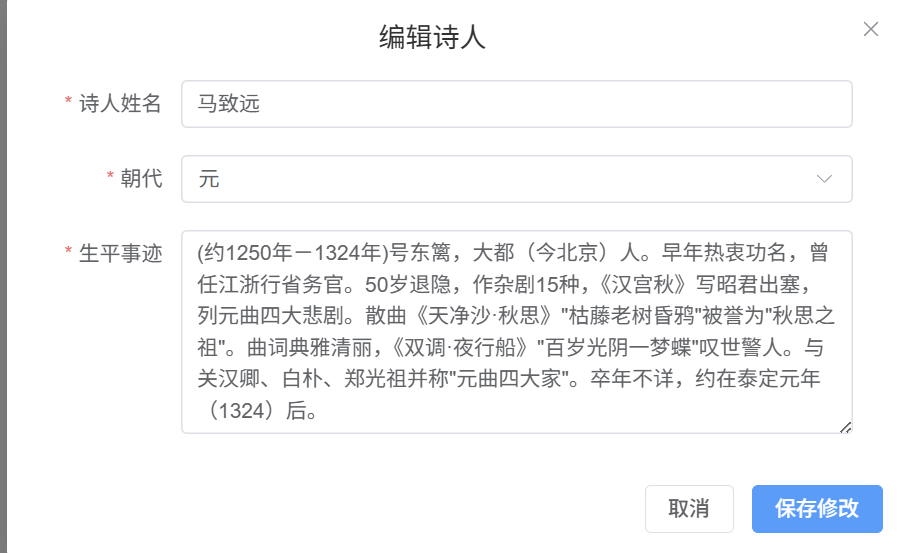 编辑诗人
* 诗人姓名
马致远
* 朝代
元
* 生平事迹
(约1250年－1324年)号东篱，大都（今北京）人。早年热衷功名，曾
任江浙行省务官。50岁退隐，作杂剧15种，《汉宫秋》写昭君出塞，
列元曲四大悲剧。散曲《天净沙·秋思》"枯藤老树昏鸦"被誉为"秋思之
祖"。曲词典雅清丽，《双调·夜行船》"百岁光阴一梦蝶"叹世警人。与
关汉卿、白朴、郑光祖并称"元曲四大家"。卒年不详，约在泰定元年
（1324）后。
取消
保存修改